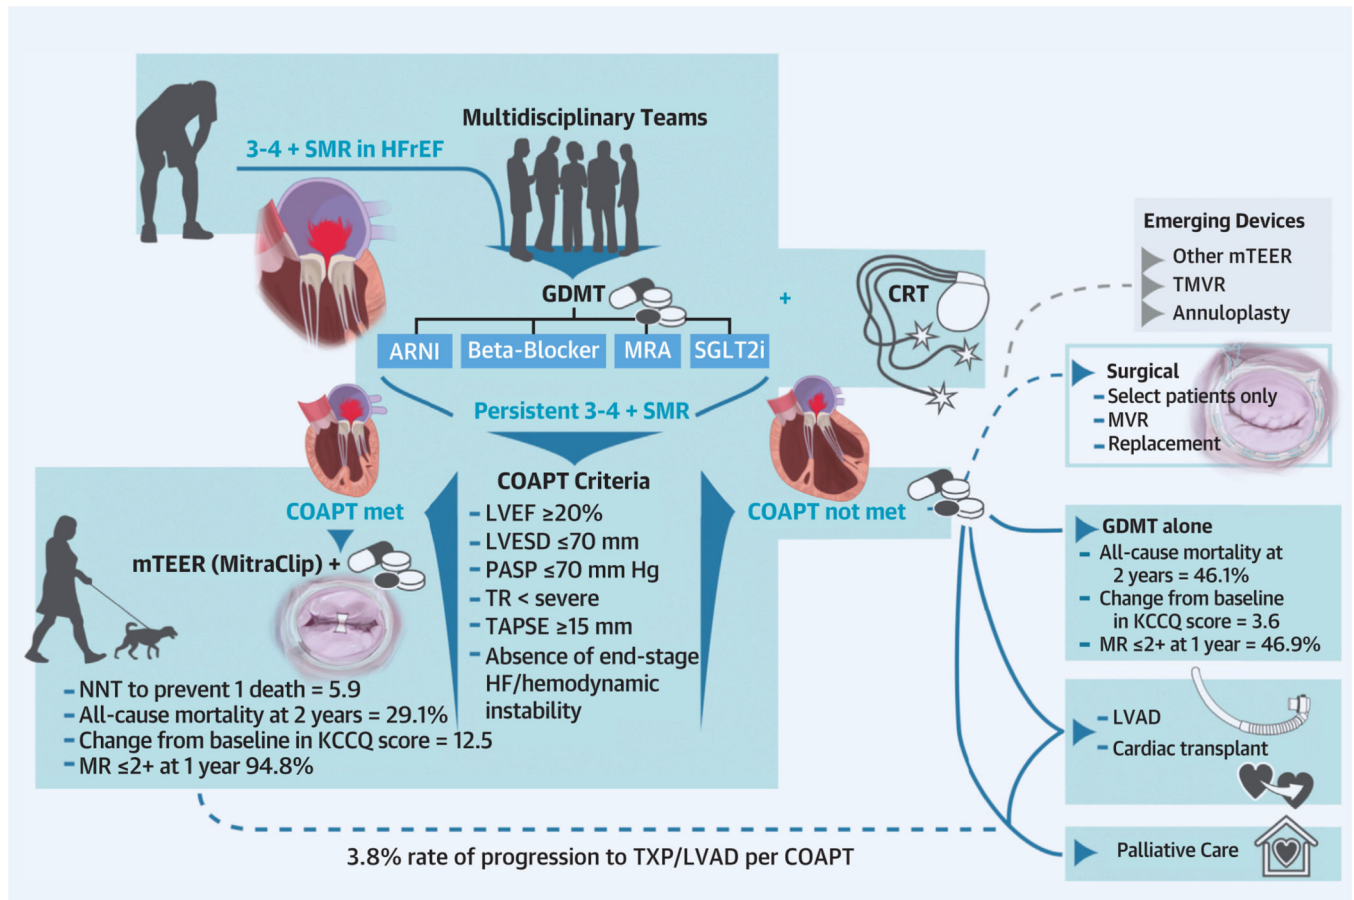 Multidisciplinary Teams
3-4 + SMR in HFrEF
GDMT
+
CRT
ARNI
Beta-Blocker
MRA
SGLT2i
Persistent 3-4 + SMR
COAPT Criteria
- LVEF ≥20%
- LVESD ≤70 mm
- PASP ≤70 mm Hg
- TR < severe
- TAPSE ≥15 mm
- Absence of end-stage
HF/hemodynamic
instability
COAPT met
mTEER (MitraClip) +
- NNT to prevent 1 death = 5.9
- All-cause mortality at 2 years = 29.1%
- Change from baseline in KCCQ score = 12.5
- MR ≤2+ at 1 year 94.8%
COAPT not met
Emerging Devices
Other mTEER
TMVR
Annuloplasty
Surgical
- Select patients only
- MVR
- Replacement
GDMT alone
- All-cause mortality at
2 years = 46.1%
- Change from baseline
in KCCQ score = 3.6
- MR ≤2+ at 1 year = 46.9%
- LVAD
- Cardiac transplant
Palliative Care
3.8% rate of progression to TXP/LVAD per COAPT